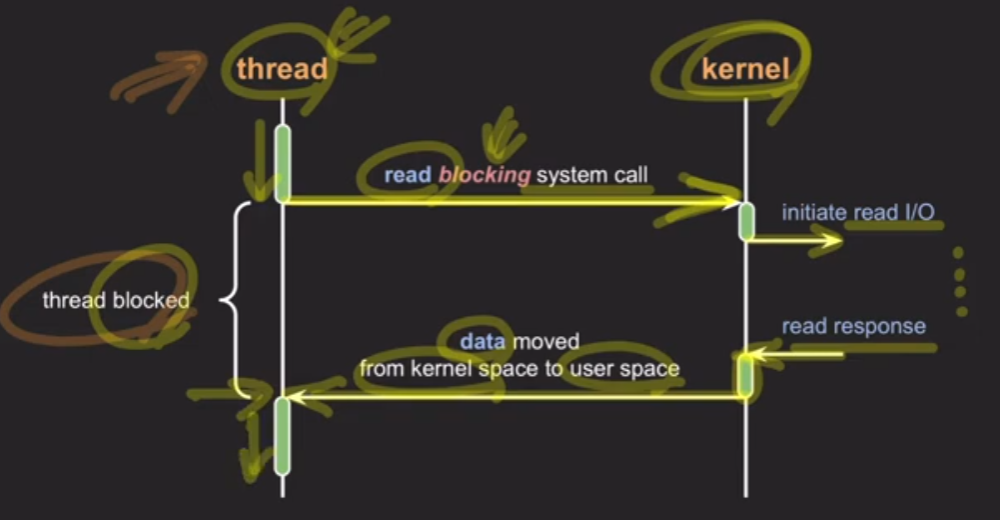 thread
kernel
read blocking system call
initiate read I/O
thread blocked
read response
data moved
from kernel space to user space